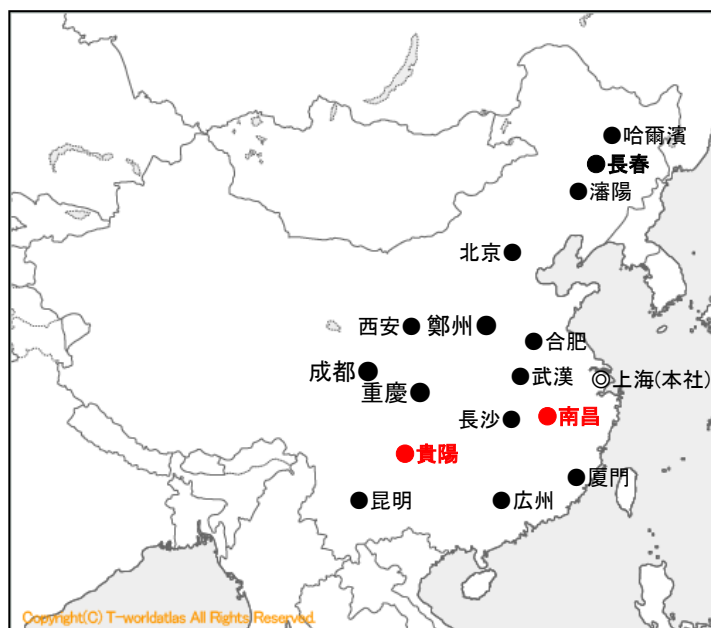 哈爾濱
長春
瀋陽
北京
西安
鄭州
合肥
成都
武漢
上海(本社)
重慶
長沙
南昌
貴陽
厦門
昆明
広州
Copyright(C) T-worldatlas All Rights Reserved.